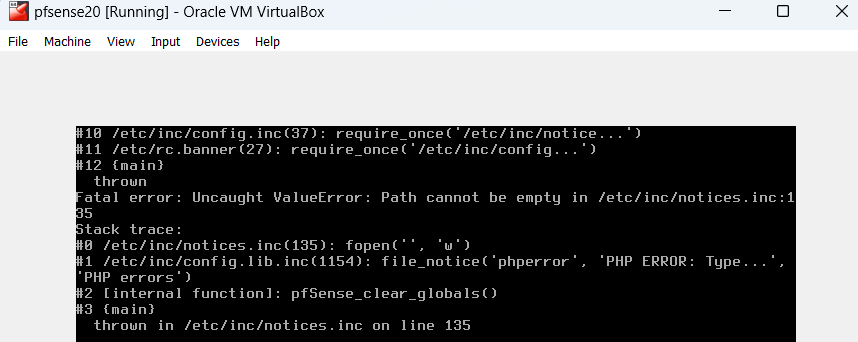 pfsense20 [Running] - Oracle VM VirtualBox
File Machine View Input Devices Help
#10 /etc/inc/config.inc(37): require_once('/etc/inc/notice...')
#11 /etc/rc.banner(27): require_once('/etc/inc/config...')
#12 {main}
  thrown
Fatal error: Uncaught ValueError: Path cannot be empty in /etc/inc/notices.inc:1
35
Stack trace:
#0 /etc/inc/notices.inc(135): fopen('', 'w')
#1 /etc/inc/config.lib.inc(1154): file_notice('phperror', 'PHP ERROR: Type...',
'PHP errors')
#2 [internal function]: pfSense_clear_globals()
#3 {main}
  thrown in /etc/inc/notices.inc on line 135